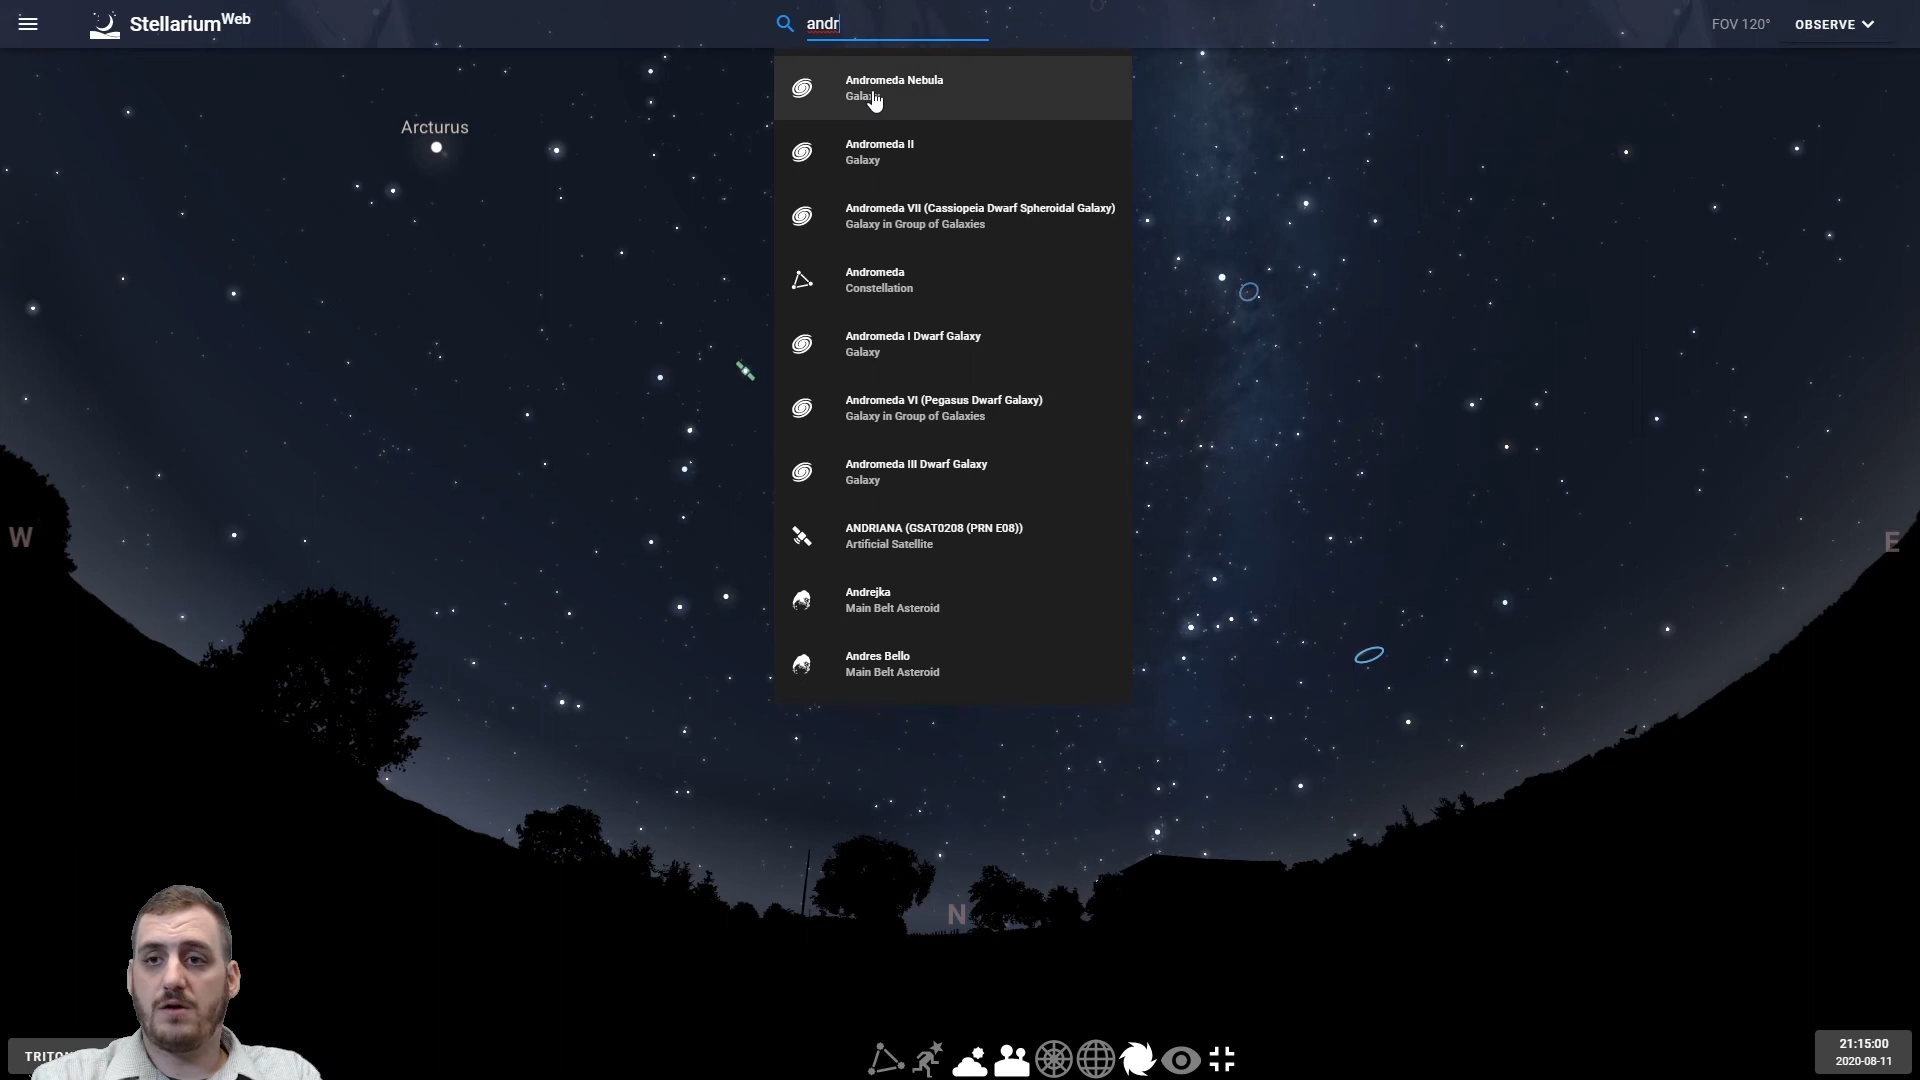 StellariumWeb
andr
FOV 120°
OBSERVE
Andromeda Nebula
Galaxy
Andromeda II
Galaxy
Andromeda VII (Cassiopeia Dwarf Spheroidal Galaxy)
Galaxy in Group of Galaxies
Andromeda
Constellation
Andromeda I Dwarf Galaxy
Galaxy
Andromeda VI (Pegasus Dwarf Galaxy)
Galaxy in Group of Galaxies
Andromeda III Dwarf Galaxy
Galaxy
ANDRIANA (GSAT0208 (PRN E08))
Artificial Satellite
Andrejka
Main Belt Asteroid
Andres Bello
Main Belt Asteroid
Arcturus
W
E
N
21:15:00
2020-08-11